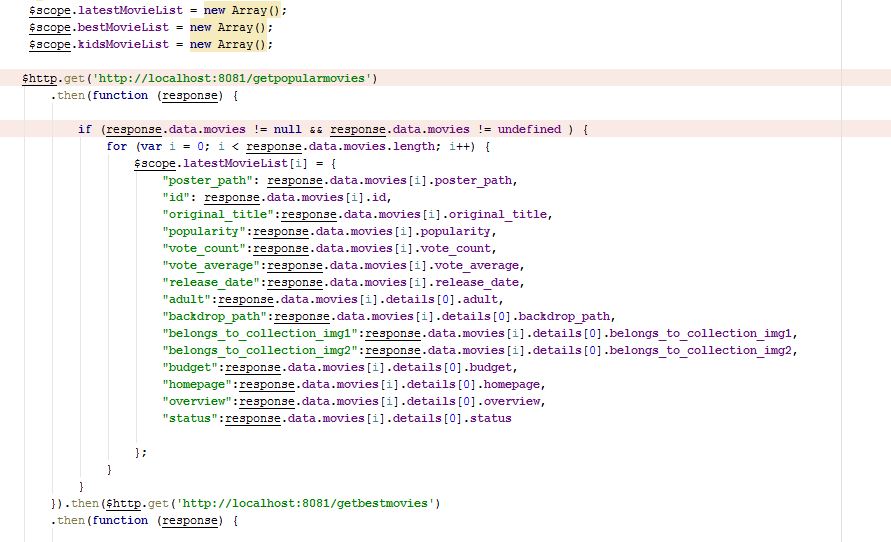 $scope.latestMovieList = new Array();
$scope.bestMovieList = new Array();
$scope.kidsMovieList = new Array();
$http.get('http://localhost:8081/getpopularmovies')
.then(function (response) {
if (response.data.movies != null && response.data.movies != undefined ) {
for (var i = 0; i < response.data.movies.length; i++) {
$scope.latestMovieList[i] = {
"poster_path": response.data.movies[i].poster_path,
"id": response.data.movies[i].id,
"original_title":response.data.movies[i].original_title,
"popularity":response.data.movies[i].popularity,
"vote_count":response.data.movies[i].vote_count,
"vote_average":response.data.movies[i].vote_average,
"release_date":response.data.movies[i].release_date,
"adult":response.data.movies[i].details[0].adult,
"backdrop_path":response.data.movies[i].details[0].backdrop_path,
"belongs_to_collection_img1":response.data.movies[i].details[0].belongs_to_collection_img1,
"belongs_to_collection_img2":response.data.movies[i].details[0].belongs_to_collection_img2,
"budget":response.data.movies[i].details[0].budget,
"homepage":response.data.movies[i].details[0].homepage,
"overview":response.data.movies[i].details[0].overview,
"status":response.data.movies[i].details[0].status
};
}
}
}).then($http.get('http://localhost:8081/getbestmovies')
.then(function (response) {